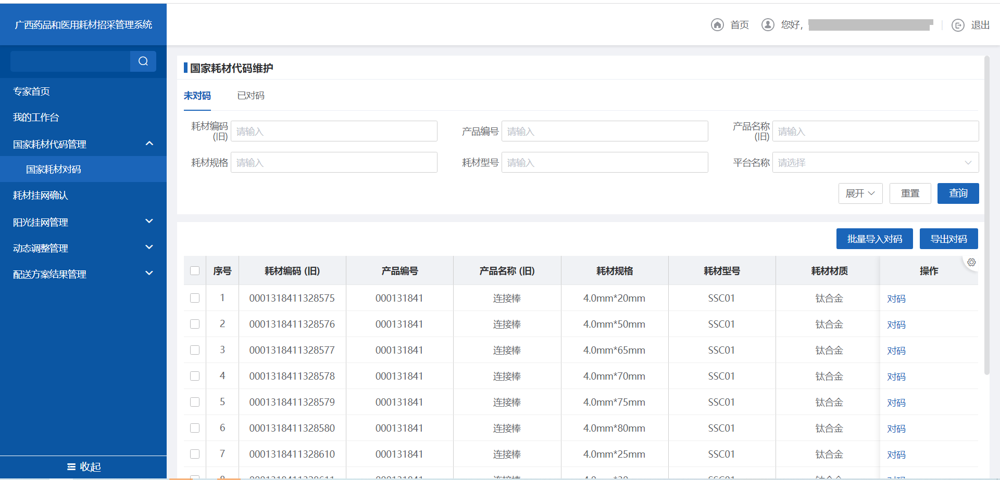 广西药品和医用耗材招采管理系统
首页
您好,
退出
专家首页
我的工作台
国家耗材代码管理
国家耗材对码
耗材挂网确认
阳光挂网管理
动态调整管理
配送方案结果管理
收起
国家耗材代码维护
未对码 已对码
耗材编码(旧) 请输入 产品编号 请输入 产品名称(旧) 请输入
耗材规格 请输入 耗材型号 请输入 平台名称 请选择
展开 重置 查询
批量导入对码 导出对码
序号 耗材编码 (旧) 产品编号 产品名称 (旧) 耗材规格 耗材型号 耗材材质 操作
1 0001318411328575 000131841 连接棒 4.0mm*20mm SSC01 钛合金 对码
2 0001318411328576 000131841 连接棒 4.0mm*50mm SSC01 钛合金 对码
3 0001318411328577 000131841 连接棒 4.0mm*65mm SSC01 钛合金 对码
4 0001318411328578 000131841 连接棒 4.0mm*70mm SSC01 钛合金 对码
5 0001318411328579 000131841 连接棒 4.0mm*75mm SSC01 钛合金 对码
6 0001318411328580 000131841 连接棒 4.0mm*80mm SSC01 钛合金 对码
7 0001318411328610 000131841 连接棒 4.0mm*25mm SSC01 钛合金 对码